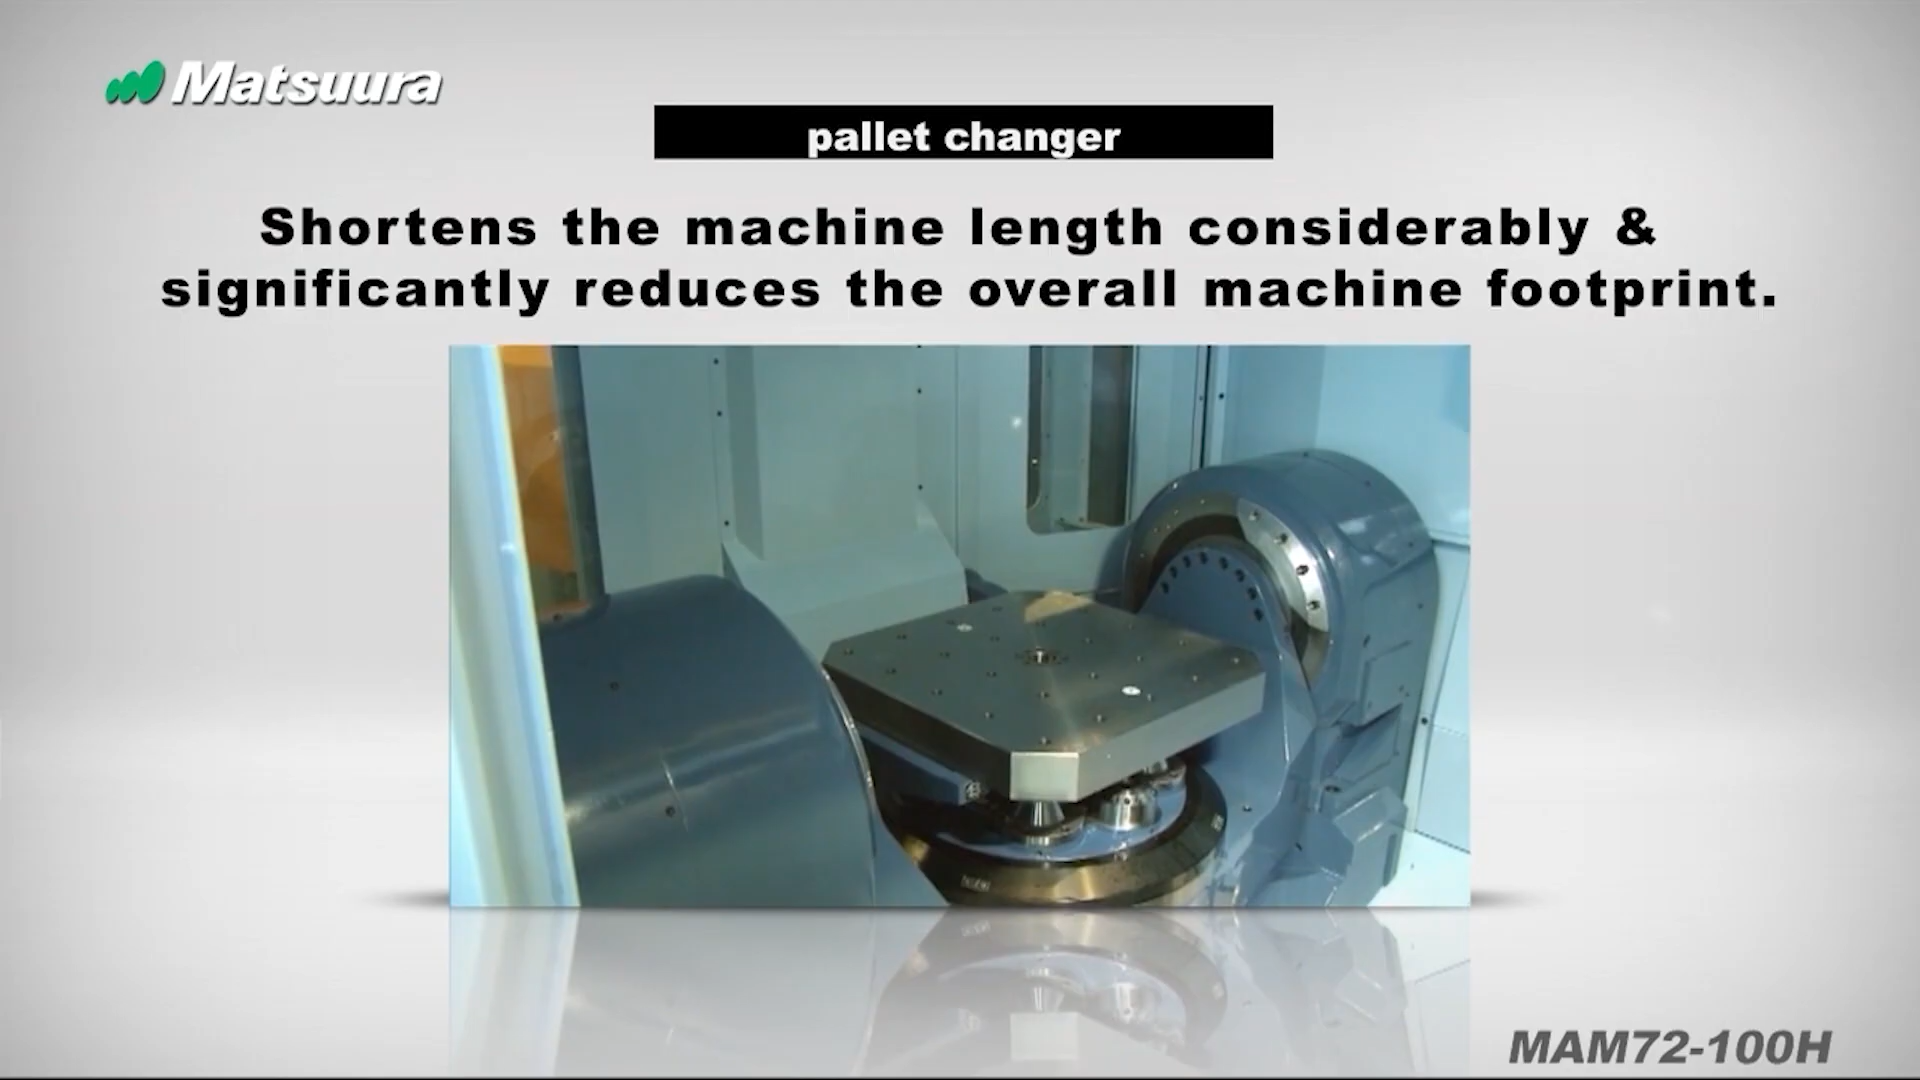 Matsuura
pallet changer
Shortens the machine length considerably &
significantly reduces the overall machine footprint.
MAM72-100H